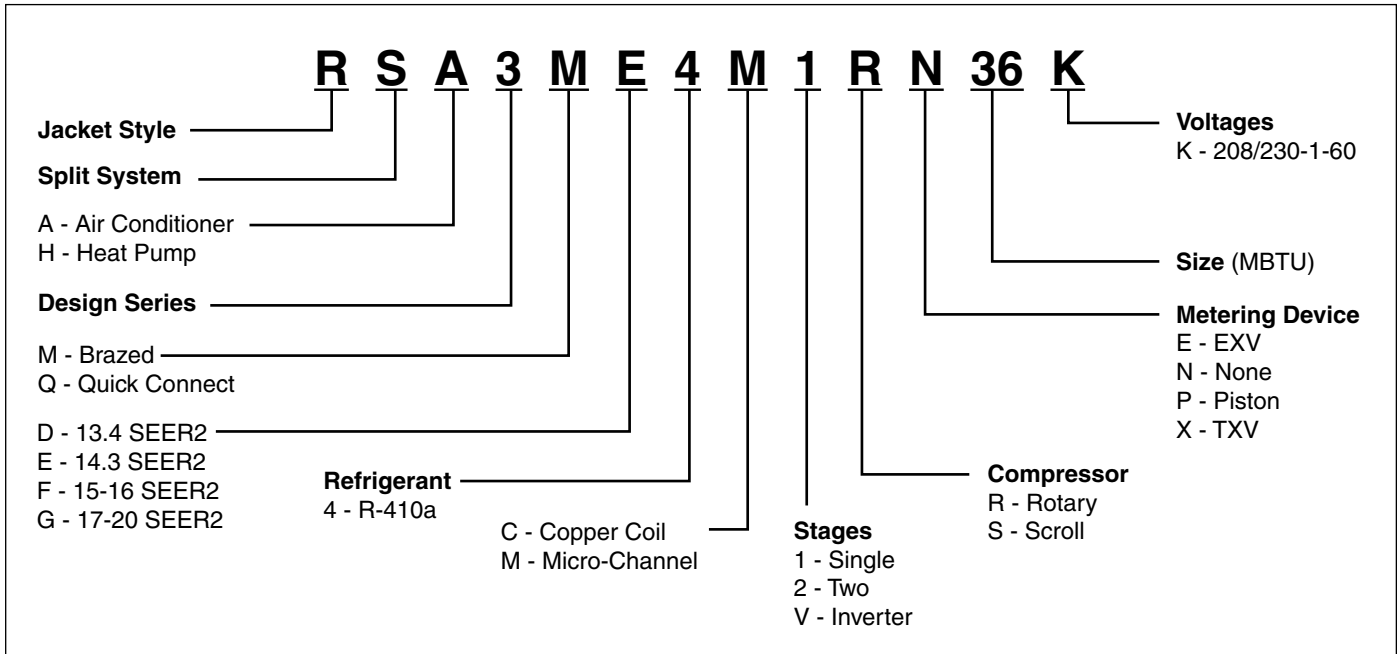 R S A 3 M E 4 M 1 R N 36 K
Jacket Style
Split System
A - Air Conditioner
H - Heat Pump
Design Series
M - Brazed
Q - Quick Connect
D - 13.4 SEER2
E - 14.3 SEER2
F - 15-16 SEER2
G - 17-20 SEER2
Refrigerant
4 - R-410a
C - Copper Coil
M - Micro-Channel
Stages
1 - Single
2 - Two
V - Inverter
Compressor
R - Rotary
S - Scroll
Metering Device
E - EXV
N - None
P - Piston
X - TXV
Size (MBTU)
Voltages
K - 208/230-1-60